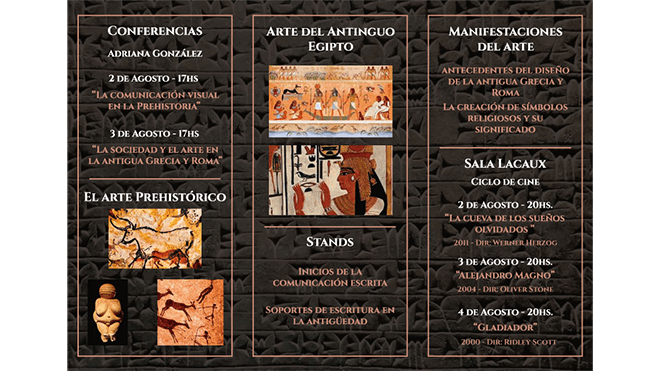 Conferencias
Adriana González
2 de Agosto - 17hs
“La comunicación visual
en la Prehistoria”
3 de Agosto - 17hs
“La sociedad y el arte en
la antigua Grecia y Roma”
El arte Prehistórico
Arte del Antinguo
Egipto
Stands
Inicios de la
comunicación escrita
Soportes de escritura en
la antigüedad
Manifestaciones
del arte
Antecedentes del diseño
de la antigua Grecia y
Roma
La creación de símbolos
religiosos y su
significado
Sala Lacaux
Ciclo de cine
2 de Agosto - 20hs.
“La cueva de los sueños
olvidados ”
2011 - Dir: Werner Herzog
3 de Agosto - 20hs.
“Alejandro Magno”
2004 - Dir: Oliver Stone
4 de Agosto - 20hs.
“Gladiador”
2000 - Dir: Ridley Scott